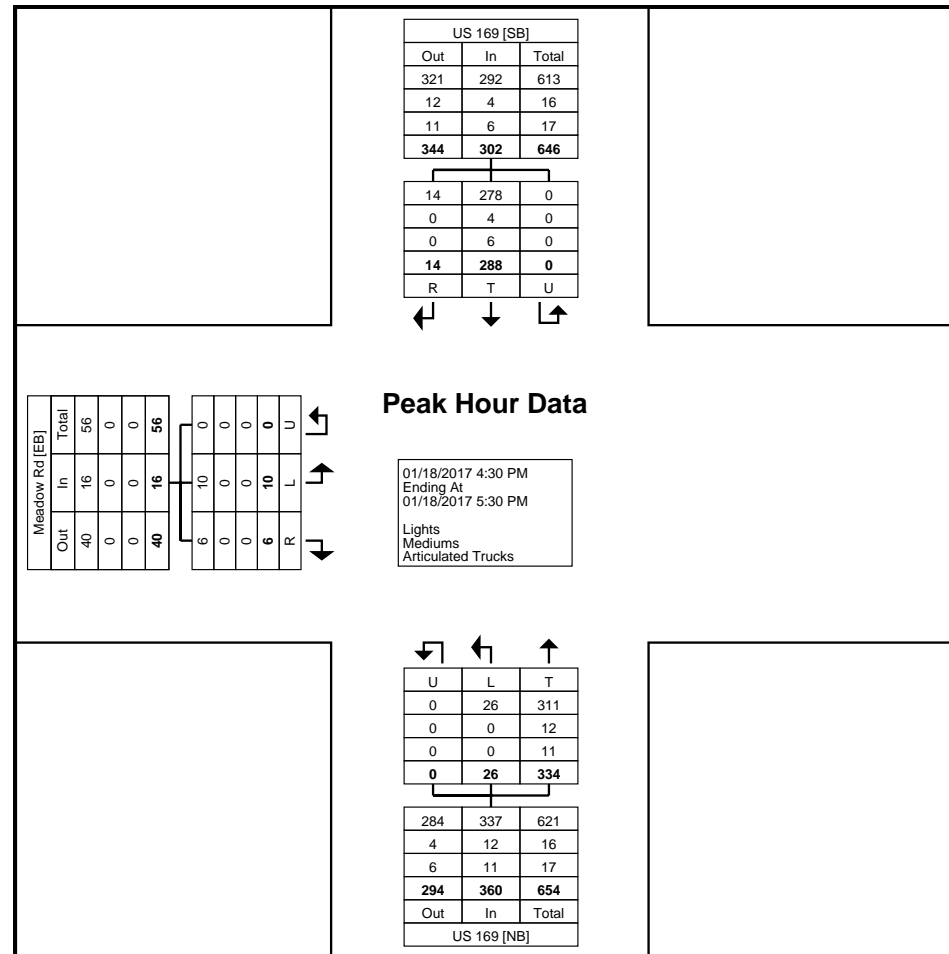 US 169 [SB]
Out In Total
321 292 613
12 4 16
11 6 17
344 302 646
14 278 0
0 4 0
0 6 0
14 288 0
R T U
Meadow Rd [EB]
Out In Total
40 16 56
0 0 0
0 0 0
40 16 56
6 10 0
0 0 0
0 0 0
6 10 0
R L U
Peak Hour Data
01/18/2017 4:30 PM
Ending At
01/18/2017 5:30 PM
Lights
Mediums
Articulated Trucks
U L T
0 26 311
0 0 12
0 0 11
0 26 334
284 337 621
4 12 16
6 11 17
294 360 654
Out In Total
US 169 [NB]